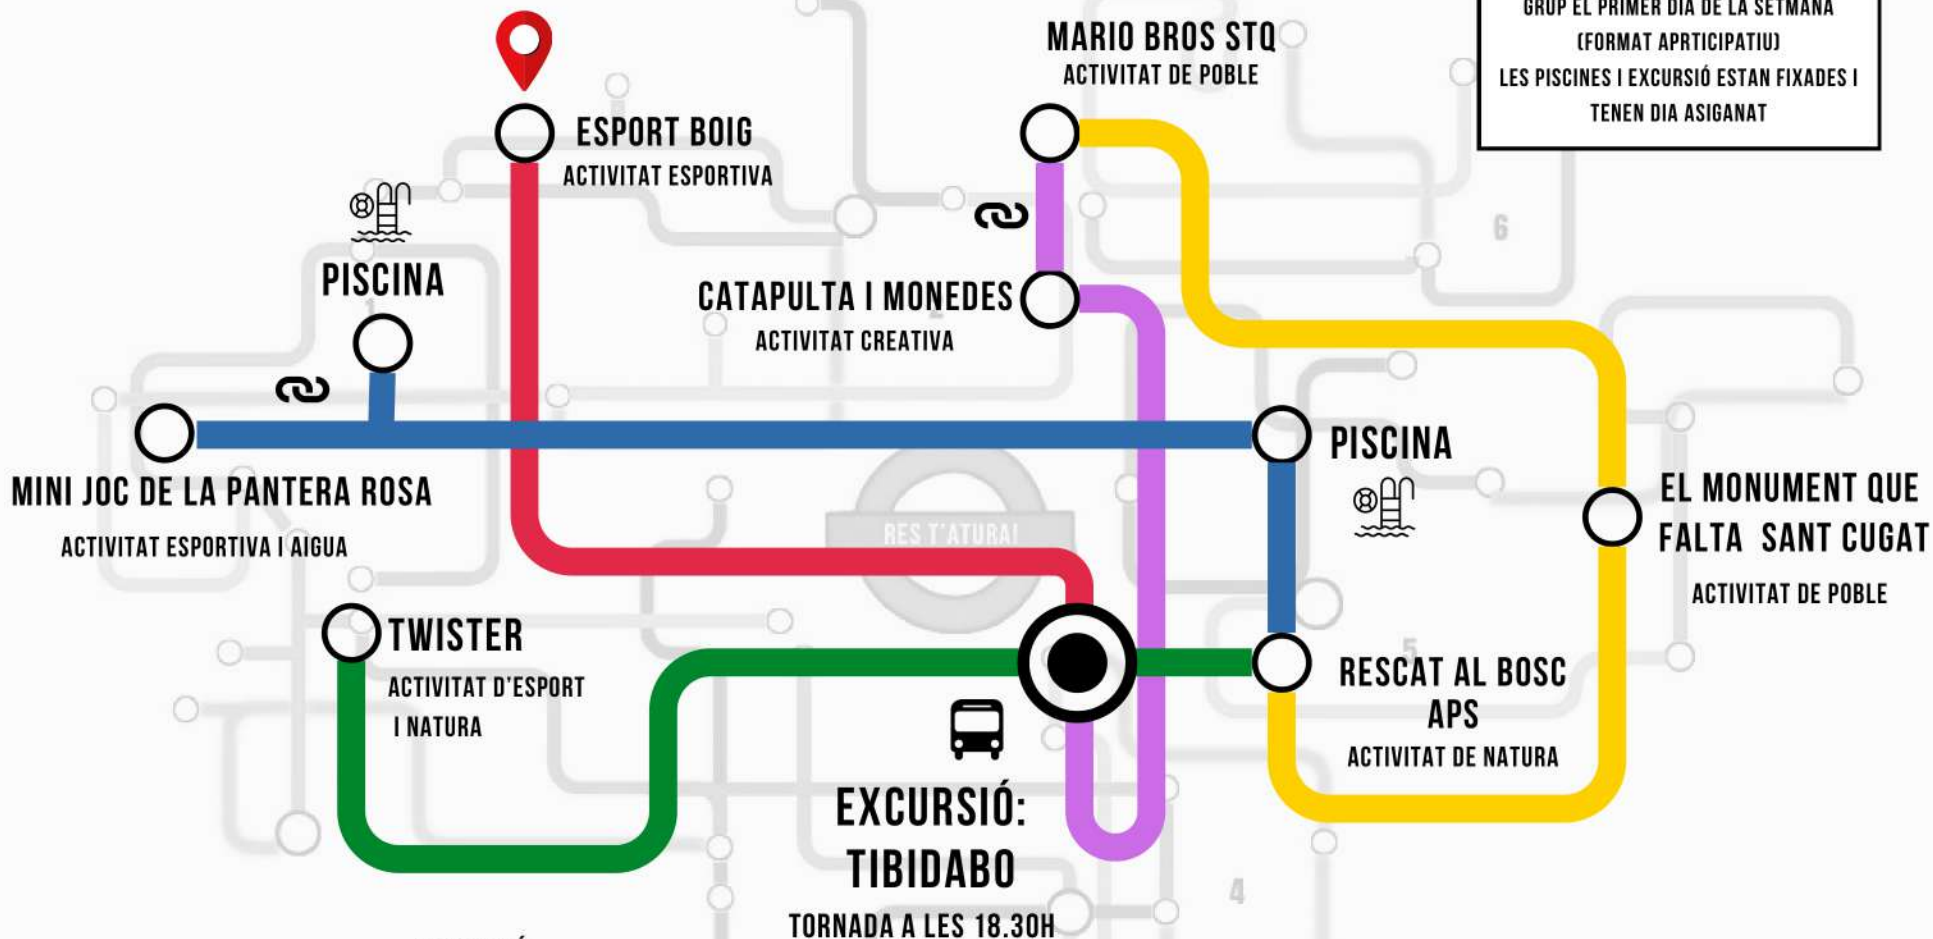 GRUP EL PRIMER DIA DE LA SETMANA
(FORMAT APRTICIPATIU)
LES PISCINES I EXCURSIÓ ESTAN FIXADES I
TENEN DIA ASIGANAT
MARIO BROS STQ
ACTIVITAT DE POBLE
ESPORT BOIG
ACTIVITAT ESPORTIVA
6
PISCINA
1
CATAPULTA I MONEDES
2
ACTIVITAT CREATIVA
PISCINA
MINI JOC DE LA PANTERA ROSA
ACTIVITAT ESPORTIVA I AIGUA
EL MONUMENT QUE
FALTA SANT CUGAT
ACTIVITAT DE POBLE
RES T'ATURA!
TWISTER
ACTIVITAT D'ESPORT
I NATURA
5
RESCAT AL BOSC
APS
ACTIVITAT DE NATURA
EXCURSIÓ:
TIBIDABO
TORNADA A LES 18.30H
4